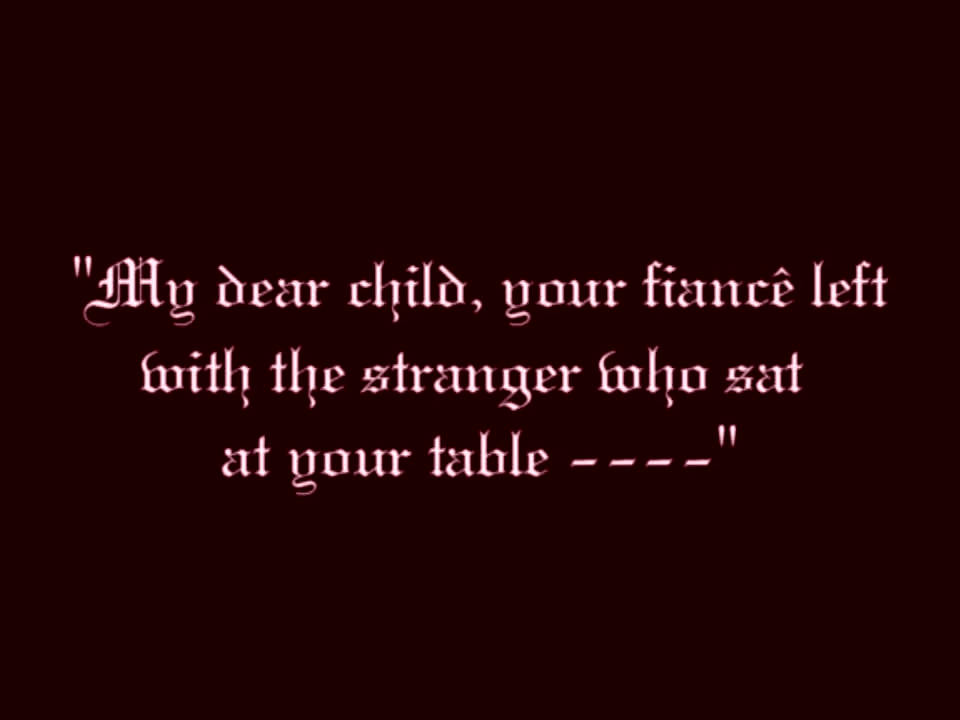 "My dear child, your fiancê left
with the stranger who sat
at your table ----"